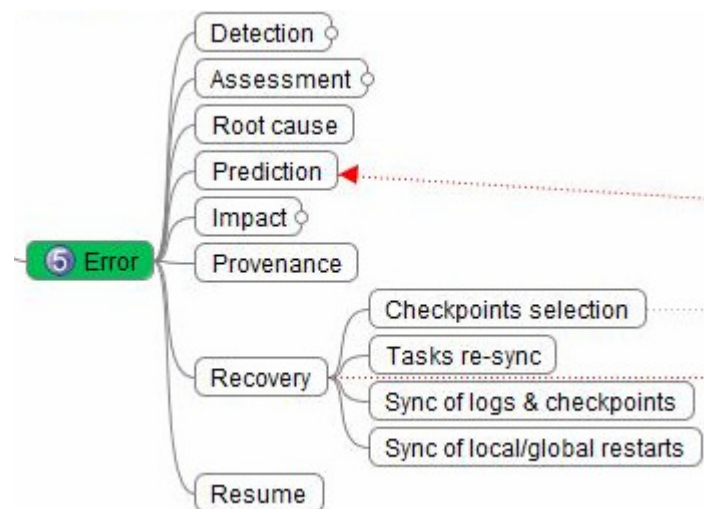 Detection
Assessment
Root cause
Prediction
Impact
5 Error
Provenance
Checkpoints selection
Tasks re-sync
Recovery
Sync of logs & checkpoints
Sync of local/global restarts
Resume